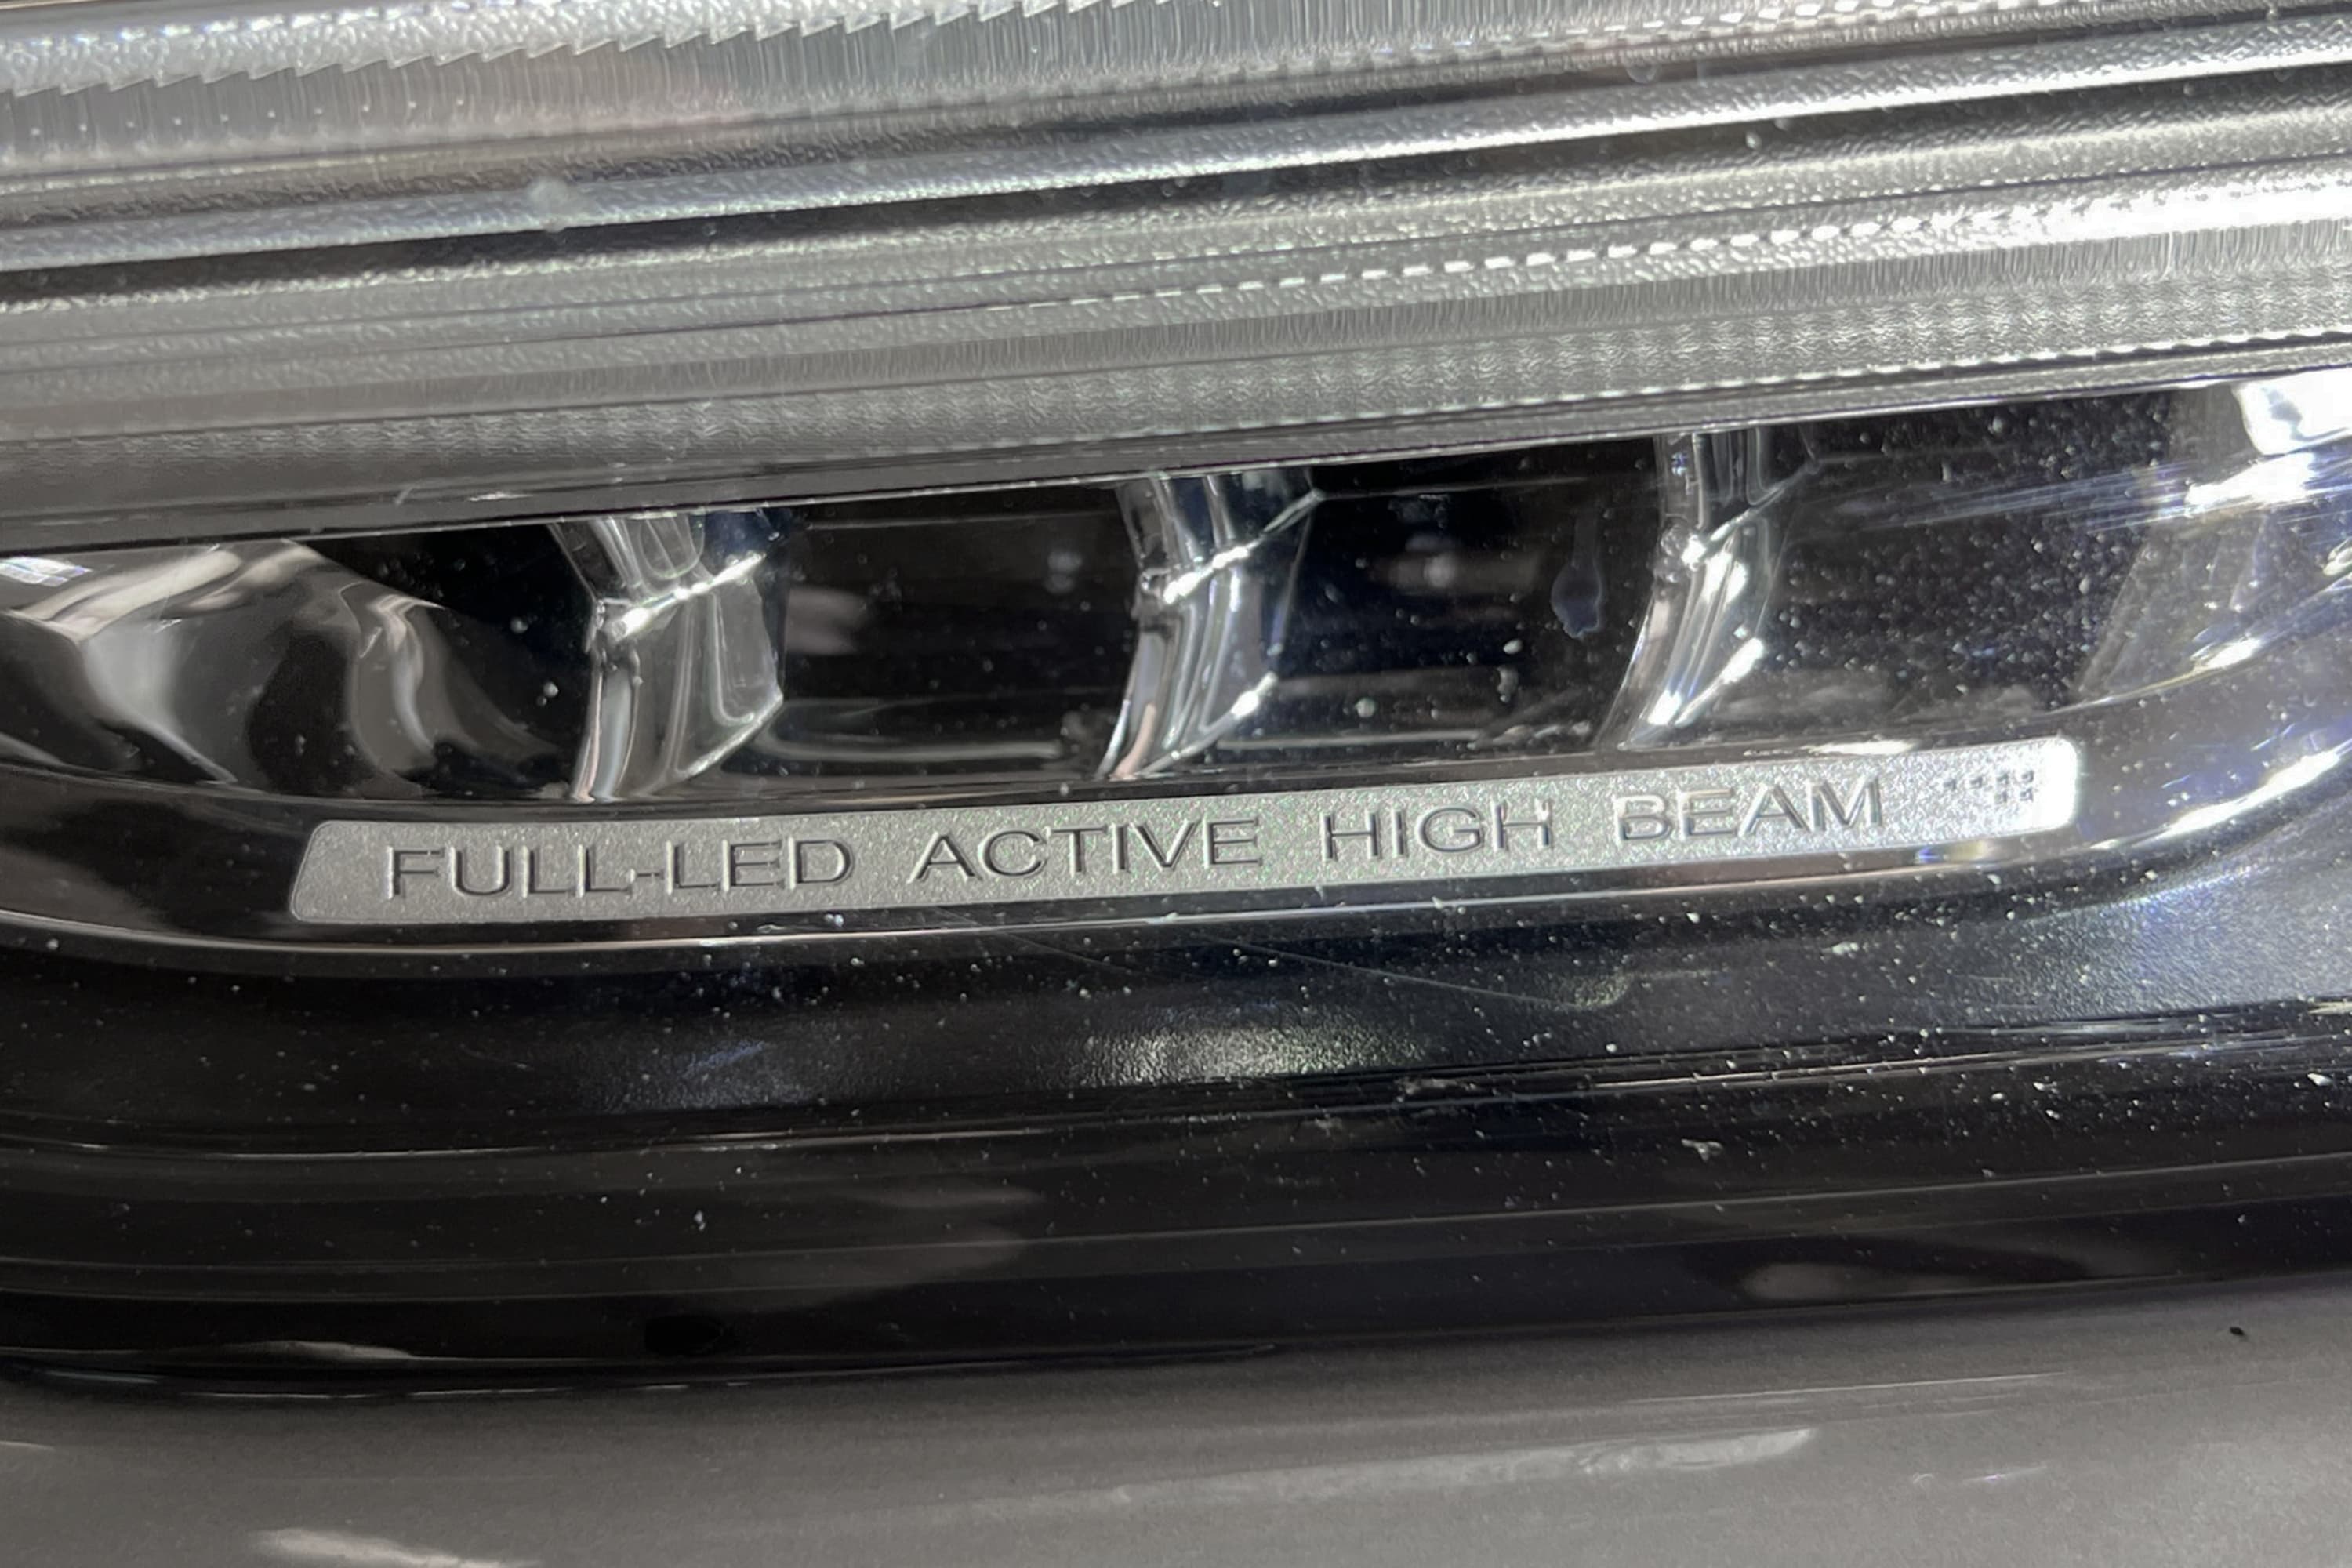 FULL-LED ACTIVE HIGH BEAM